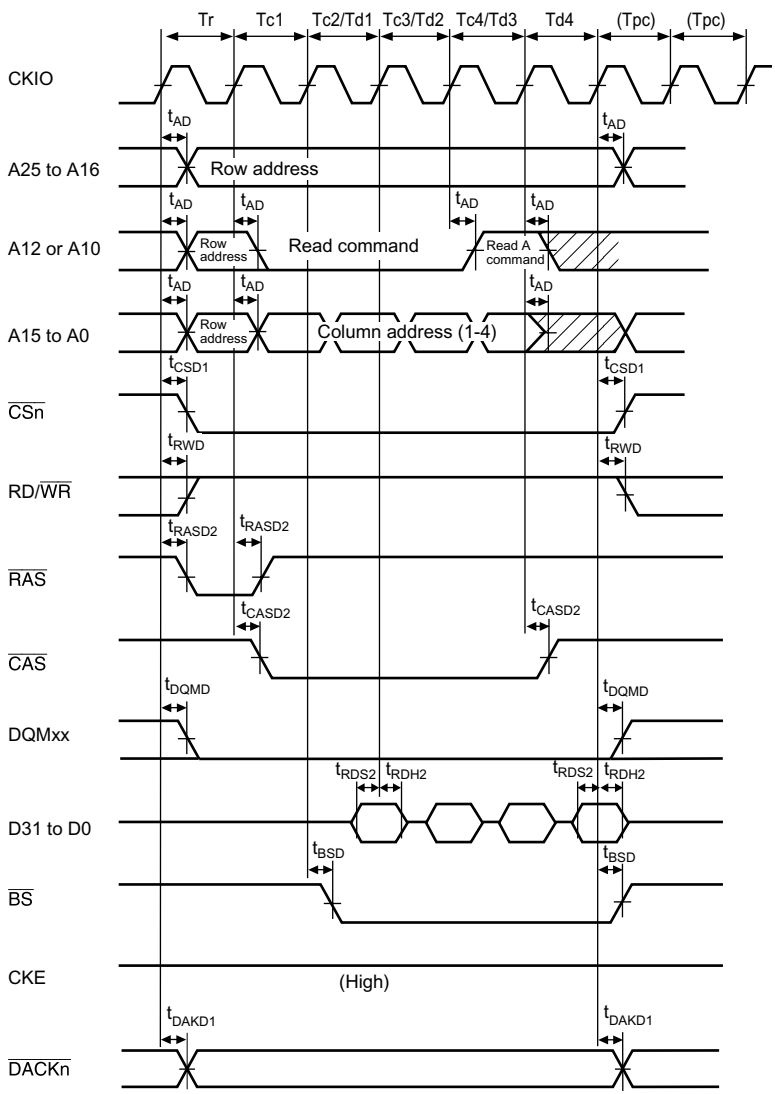 Tr Tc1 Tc2/Td1 Tc3/Td2 Tc4/Td3 Td4 (Tpc) (Tpc)
CKIO
tAD tAD
A25 to A16 Row address
tAD tAD tAD tAD
A12 or A10 Row address Read command Read A command
tAD tAD tAD
A15 to A0 Row address Column address (1-4)
tCSD1 tCSD1
CSn
tRWD tRWD
RD/WR
tRASD2 tRASD2
RAS
tCASD2 tCASD2
CAS
tDQMD tDQMD
DQMxx
tRDS2 tRDH2 tRDS2 tRDH2
D31 to D0
tBSD tBSD
BS
CKE (High)
tDAKD1 tDAKD1
DACKn